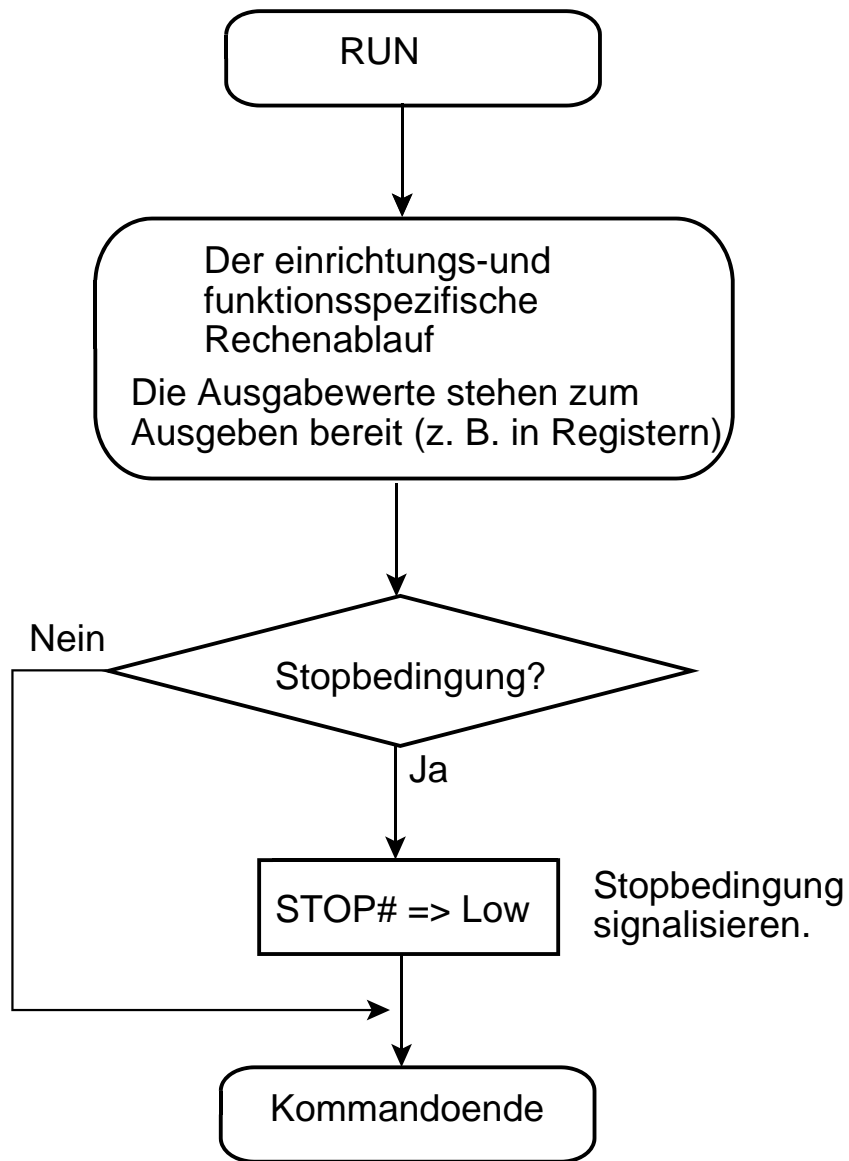 RUN
Der einrichtungs-und
funktionsspezifische
Rechenablauf
Die Ausgabewerte stehen zum
Ausgeben bereit (z. B. in Registern)
Nein
Stopbedingung?
Ja
STOP# => Low
Stopbedingung
signalisieren.
Kommandoende